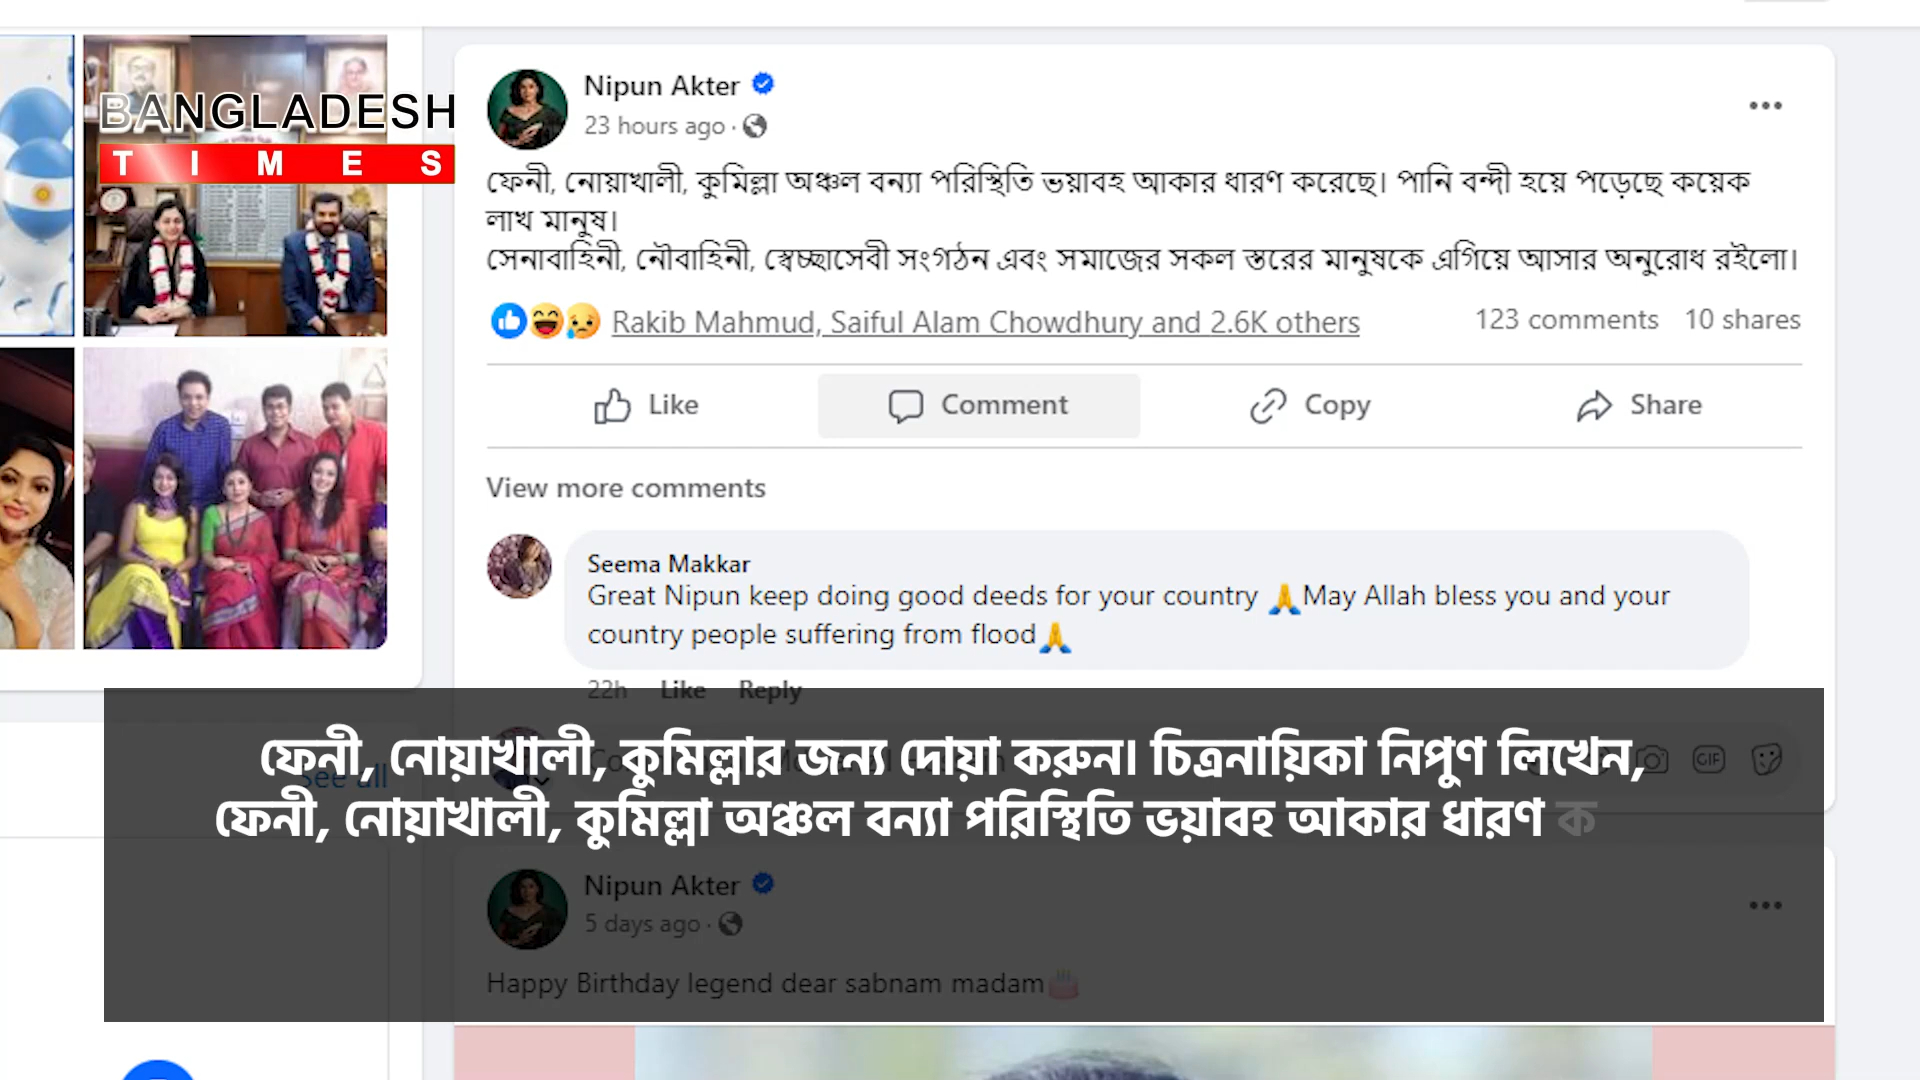 BANGLADESH
TIMES
Nipun Akter
23 hours ago ·
ফেনী, নোয়াখালী, কুমিল্লা অঞ্চল বন্যা পরিস্থিতি ভয়াবহ আকার ধারণ করেছে। পানি বন্দী হয়ে পড়েছে কয়েক
লাখ মানুষ।
সেনাবাহিনী, নৌবাহিনী, স্বেচ্ছাসেবী সংগঠন এবং সমাজের সকল স্তরের মানুষকে এগিয়ে আসার অনুরোধ রইলো।
Rakib Mahmud, Saiful Alam Chowdhury and 2.6K others
123 comments 10 shares
Like Comment Copy Share
View more comments
Seema Makkar
Great Nipun keep doing good deeds for your country 🙏May Allah bless you and your
country people suffering from flood🙏
22h Like Reply
See all
GIF
ফেনী, নোয়াখালী, কুমিল্লার জন্য দোয়া করুন। চিত্রনায়িকা নিপুণ লিখেন,
ফেনী, নোয়াখালী, কুমিল্লা অঞ্চল বন্যা পরিস্থিতি ভয়াবহ আকার ধারণ ক
Nipun Akter
5 days ago ·
Happy Birthday legend dear sabnam madam🎂